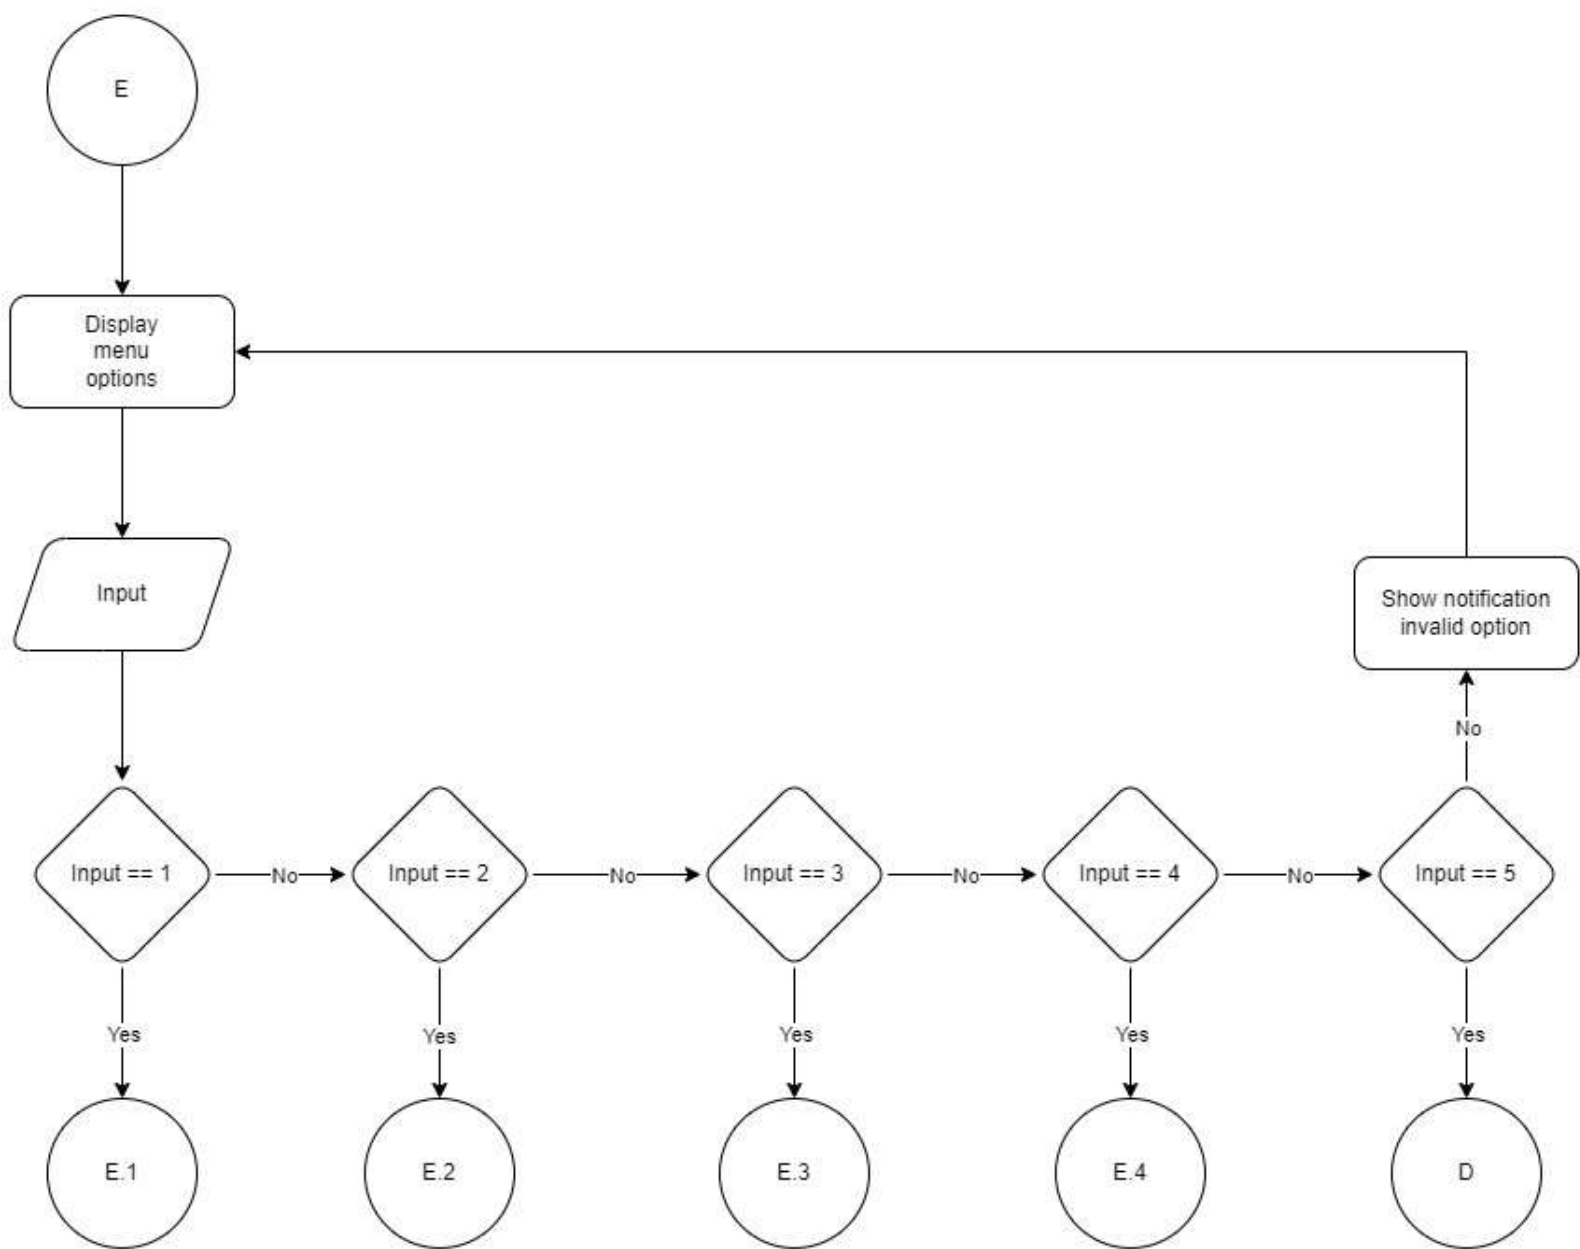 E
Display
menu
options
Input
Show notification
invalid option
No
Input == 1
No
Input == 2
No
Input == 3
No
Input == 4
No
Input == 5
Yes
Yes
Yes
Yes
Yes
E.1
E.2
E.3
E.4
D